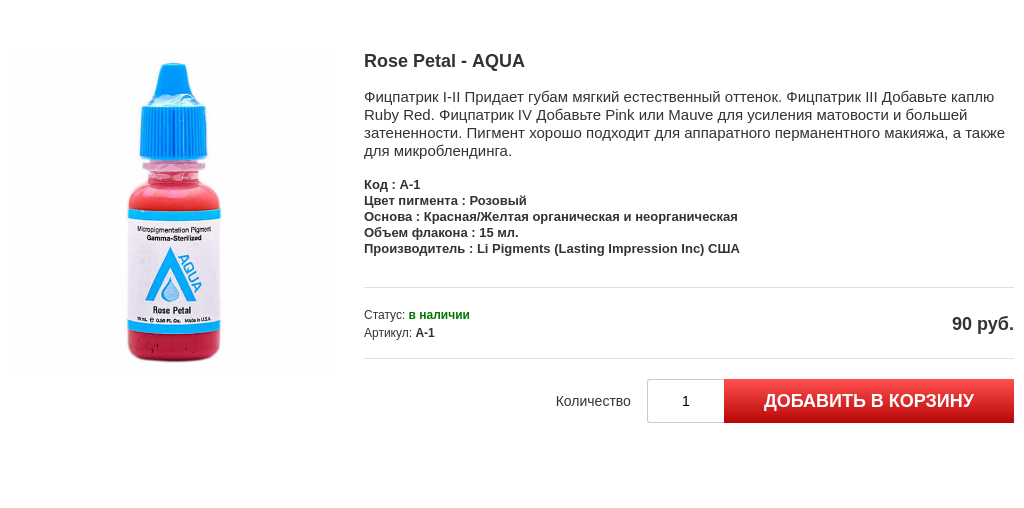 Rose Petal - AQUA
Фицпатрик I-II Придает губам мягкий естественный оттенок. Фицпатрик III Добавьте каплю
Ruby Red. Фицпатрик IV Добавьте Pink или Mauve для усиления матовости и большей
затененности. Пигмент хорошо подходит для аппаратного перманентного макияжа, а также
для микроблендинга.
Код : A-1
Цвет пигмента : Розовый
Основа : Красная/Желтая органическая и неорганическая
Объем флакона : 15 мл.
Производитель : Li Pigments (Lasting Impression Inc) США
Micropigmentation Pigment
Gamma-Sterilized
AQUA
Rose Petal
15 mL ℮ 0.50 Fl. Oz. Made in U.S.A.
Статус: в наличии
Артикул: A-1
90 руб.
Количество
1
ДОБАВИТЬ В КОРЗИНУ